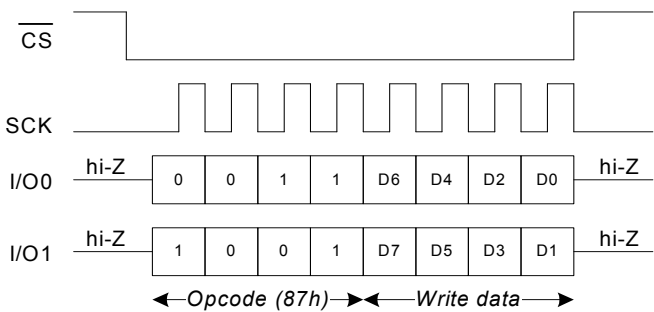 CS
SCK
I/O0 hi-Z 0 0 1 1 D6 D4 D2 D0 hi-Z
I/O1 hi-Z 1 0 0 1 D7 D5 D3 D1 hi-Z
Opcode (87h) Write data